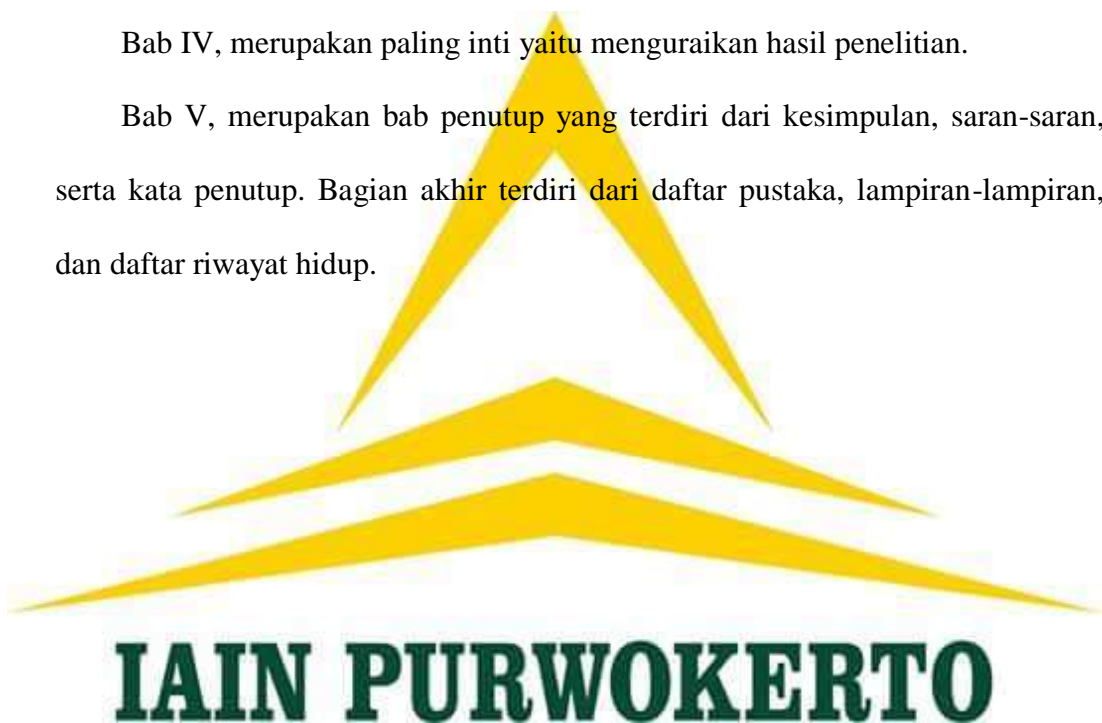 Bab IV, merupakan paling inti yaitu menguraikan hasil penelitian.
Bab V, merupakan bab penutup yang terdiri dari kesimpulan, saran-saran,
serta kata penutup. Bagian akhir terdiri dari daftar pustaka, lampiran-lampiran,
dan daftar riwayat hidup.
IAIN PURWOKERTO